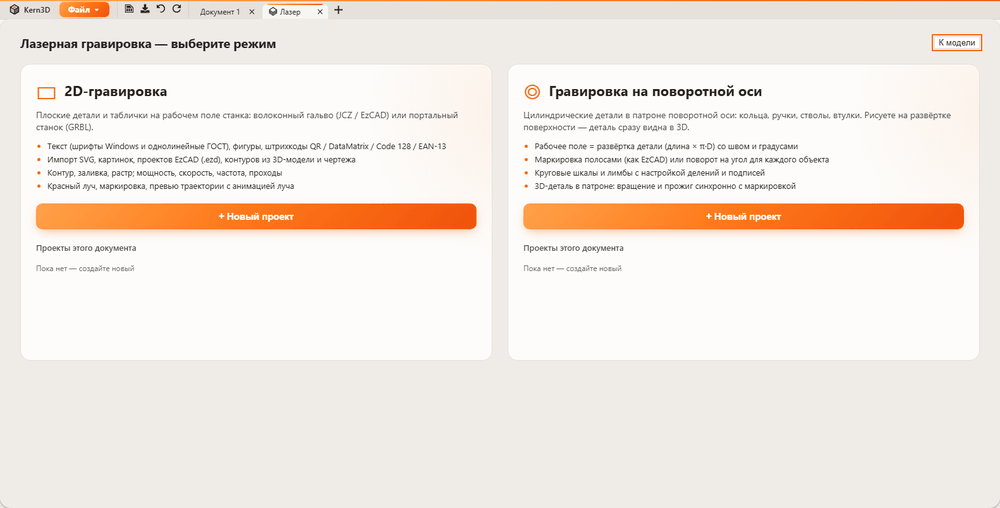 Kern3D
Файл
Документ 1
Лазер
Лазерная гравировка — выберите режим
К модели
2D-гравировка
Плоские детали и таблички на рабочем поле станка: волоконный гальво (JCZ / EzCAD) или портальный
станок (GRBL).
Текст (шрифты Windows и однолинейные ГОСТ), фигуры, штрихкоды QR / DataMatrix / Code 128 / EAN-13
Импорт SVG, картинок, проектов EzCAD (.ezd), контуров из 3D-модели и чертежа
Контур, заливка, растр; мощность, скорость, частота, проходы
Красный луч, маркировка, превью траектории с анимацией луча
+ Новый проект
Проекты этого документа
Пока нет — создайте новый
Гравировка на поворотной оси
Цилиндрические детали в патроне поворотной оси: кольца, ручки, стволы, втулки. Рисуете на развёртке
поверхности — деталь сразу видна в 3D.
Рабочее поле = развёртка детали (длина × π·D) со швом и градусами
Маркировка полосами (как EzCAD) или поворот на угол для каждого объекта
Круговые шкалы и лимбы с настройкой делений и подписей
3D-деталь в патроне: вращение и прожиг синхронно с маркировкой
+ Новый проект
Проекты этого документа
Пока нет — создайте новый